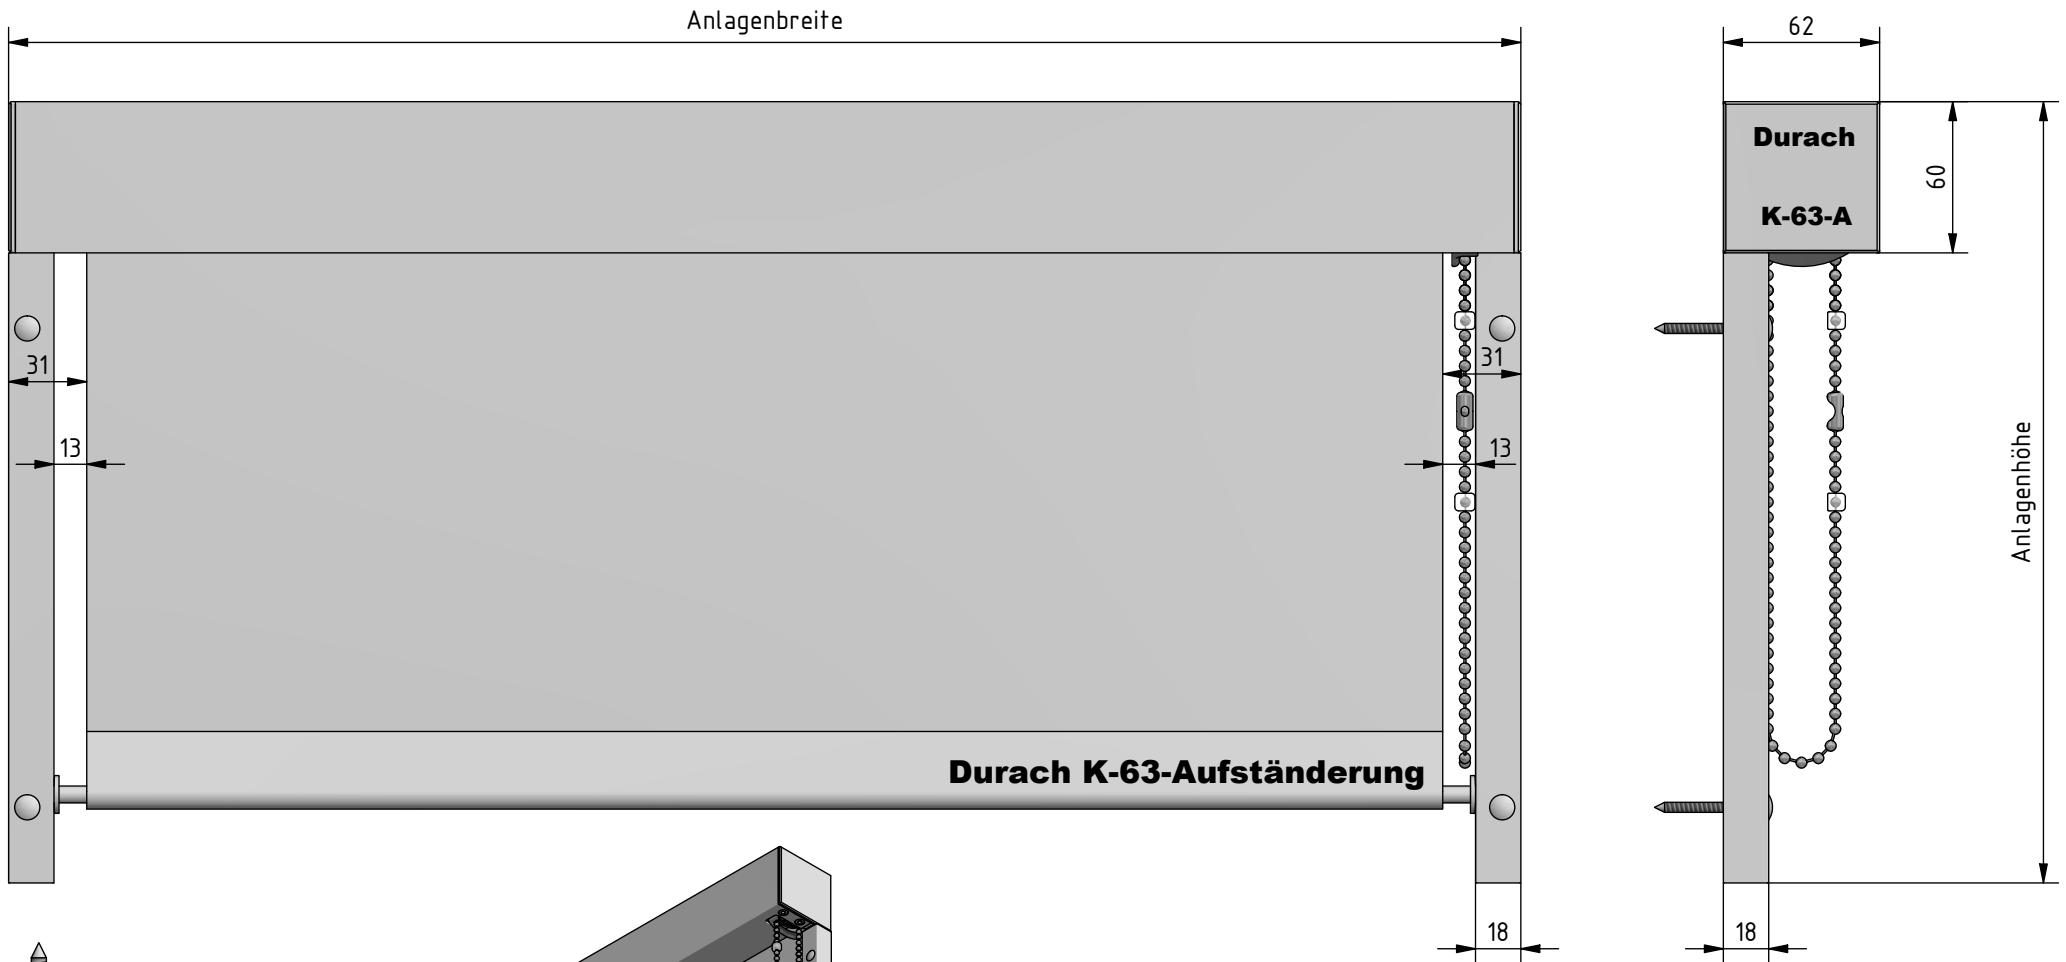 Anlagenbreite
62
Durach
K-63-A
60
31
31
13
13
Anlagenhöhe
Durach K-63-Aufständerung
18
18